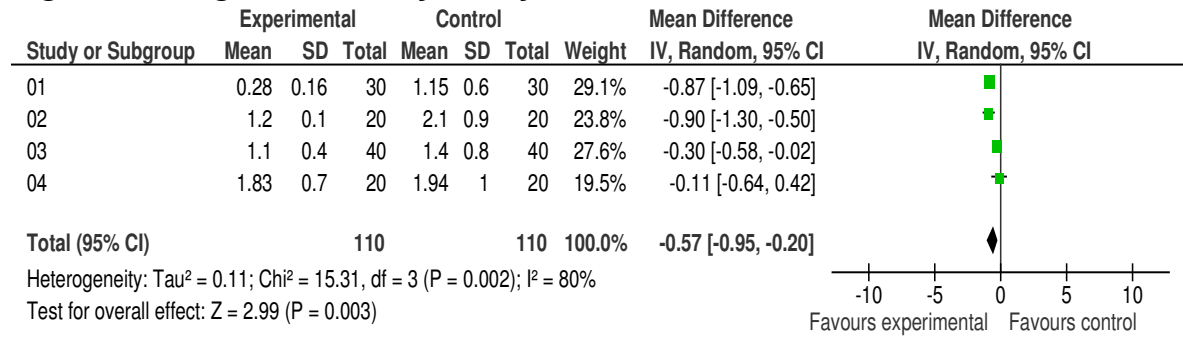 Experimental Control Mean Difference Mean Difference
Study or Subgroup Mean SD Total Mean SD Total Weight IV, Random, 95% CI IV, Random, 95% CI
01 0.28 0.16 30 1.15 0.6 30 29.1% -0.87 [-1.09, -0.65]
02 1.2 0.1 20 2.1 0.9 20 23.8% -0.90 [-1.30, -0.50]
03 1.1 0.4 40 1.4 0.8 40 27.6% -0.30 [-0.58, -0.02]
04 1.83 0.7 20 1.94 1 20 19.5% -0.11 [-0.64, 0.42]
Total (95% CI) 110 110 100.0% -0.57 [-0.95, -0.20]
Heterogeneity: Tau² = 0.11; Chi² = 15.31, df = 3 (P = 0.002); I² = 80%
Test for overall effect: Z = 2.99 (P = 0.003)
-10 -5 0 5 10
Favours experimental Favours control